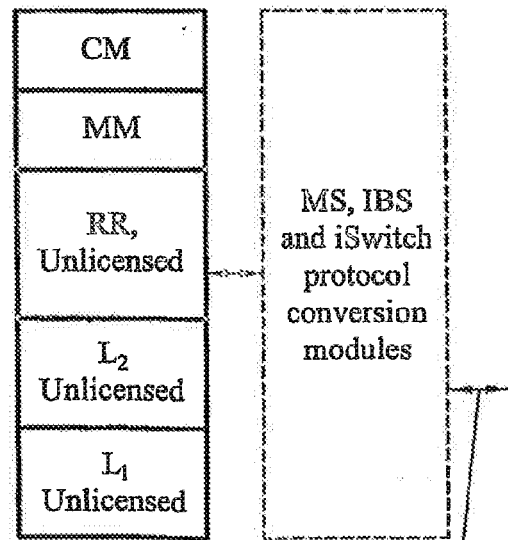 CM
MM
RR,
Unlicensed
L₂
Unlicensed
L₁
Unlicensed
MS, IBS
and iSwitch
protocol
conversion
modules